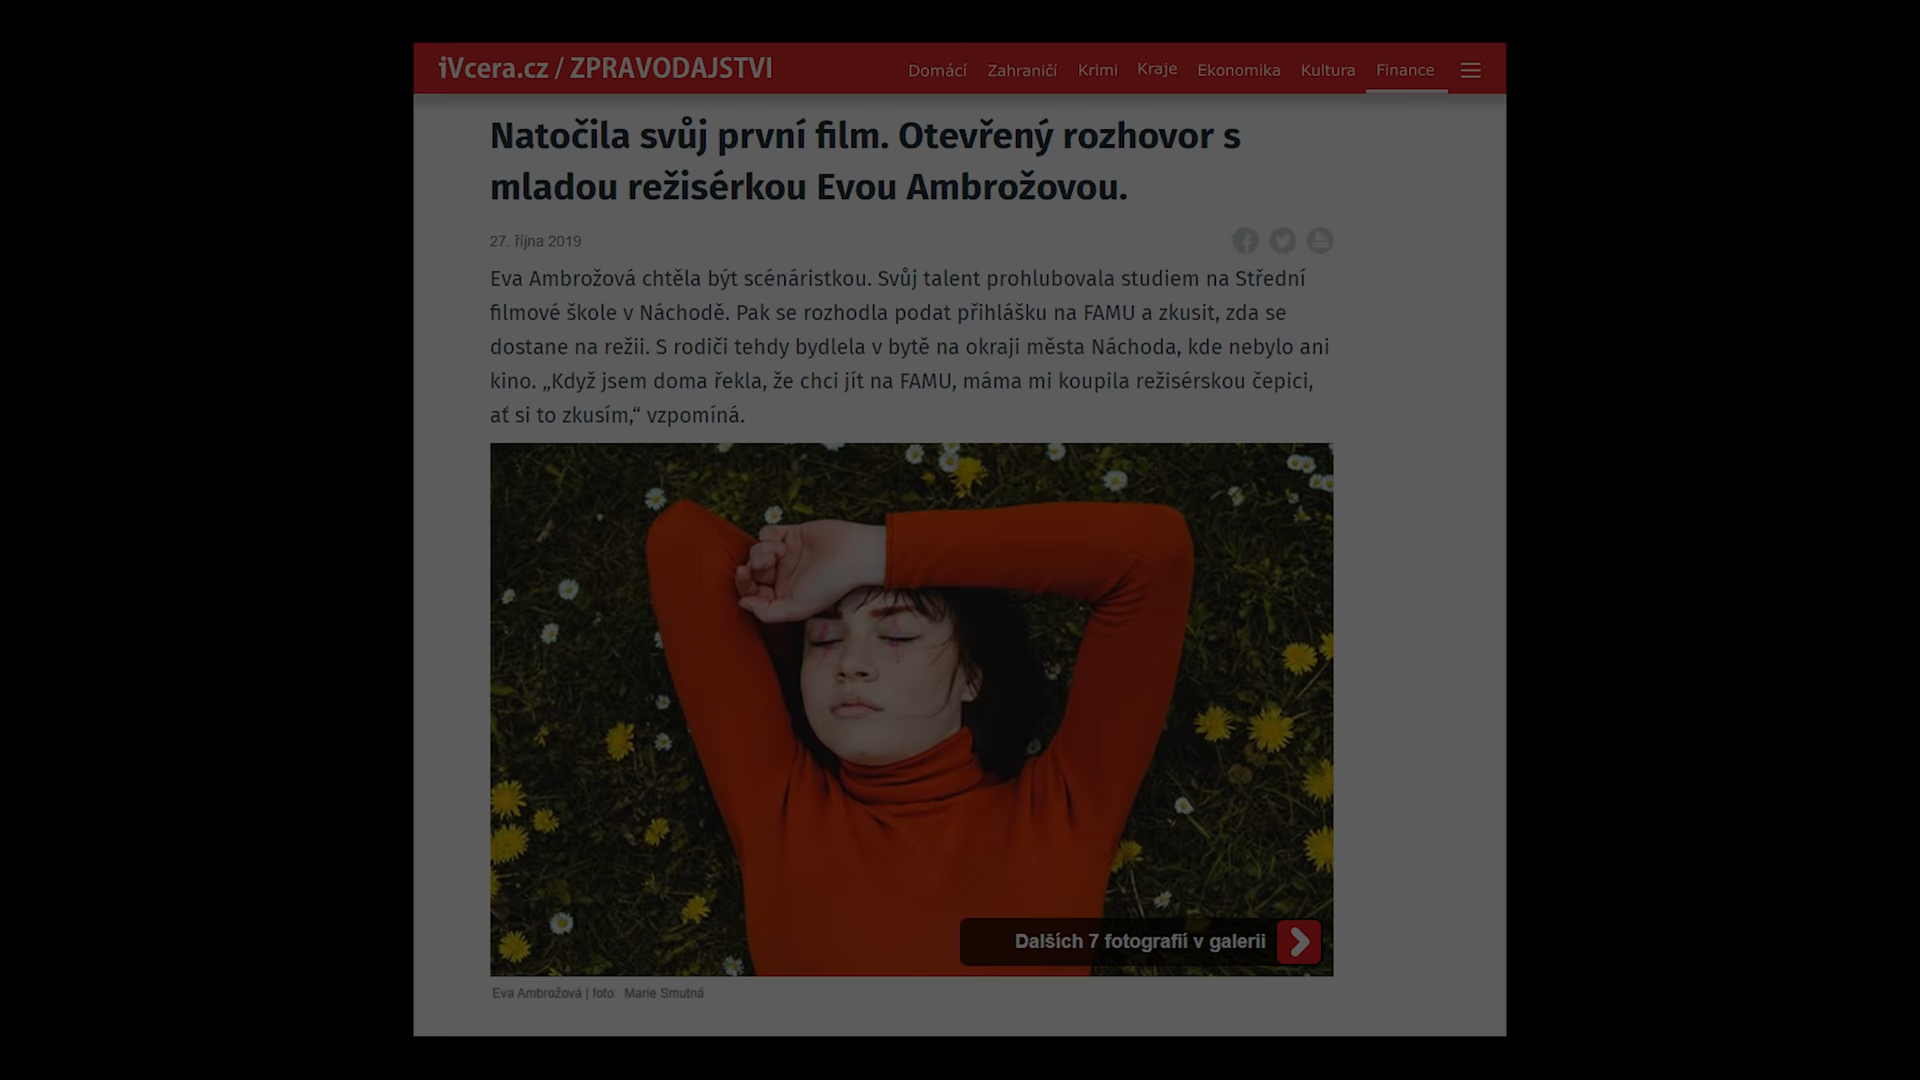 iVcera.cz / ZPRAVODAJSTVI
Domácí Zahraničí Krimi Kraje Ekonomika Kultura Finance
Natočila svůj první film. Otevřený rozhovor s
mladou režisérkou Evou Ambrožovou.
27. října 2019
Eva Ambrožová chtěla být scénáristkou. Svůj talent prohlubovala studiem na Střední
filmové škole v Náchodě. Pak se rozhodla podat přihlášku na FAMU a zkusit, zda se
dostane na režii. S rodiči tehdy bydlela v bytě na okraji města Náchoda, kde nebylo ani
kino. „Když jsem doma řekla, že chci jít na FAMU, máma mi koupila režisérskou čepici,
ať si to zkusím,“ vzpomíná.
Dalších 7 fotografií v galerii
Eva Ambrožová | foto: Marie Smutná